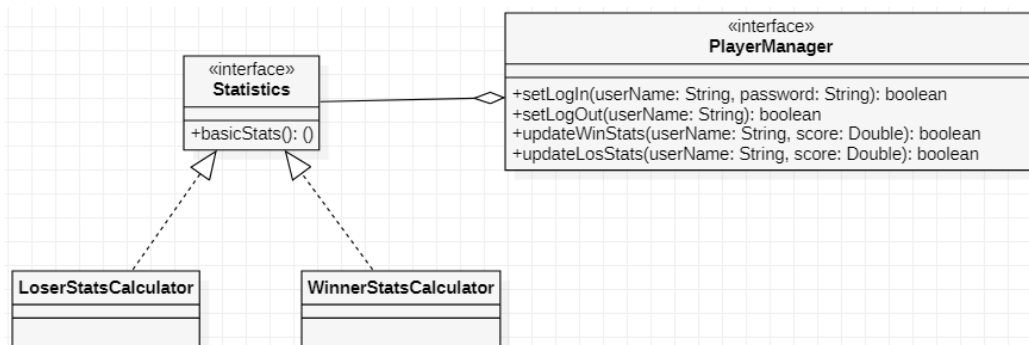 «interface»
PlayerManager
+setLogIn(userName: String, password: String): boolean
+setLogOut(userName: String): boolean
+updateWinStats(userName: String, score: Double): boolean
+updateLosStats(userName: String, score: Double): boolean
«interface»
Statistics
+basicStats(): ()
LoserStatsCalculator
WinnerStatsCalculator